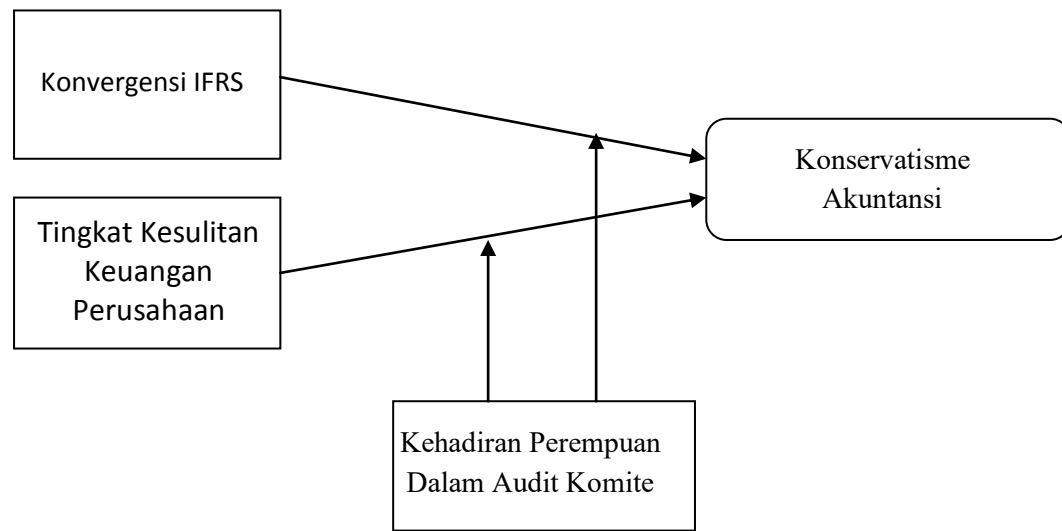 Konvergensi IFRS
Tingkat Kesulitan
Keuangan
Perusahaan
Konservatisme
Akuntansi
Kehadiran Perempuan
Dalam Audit Komite